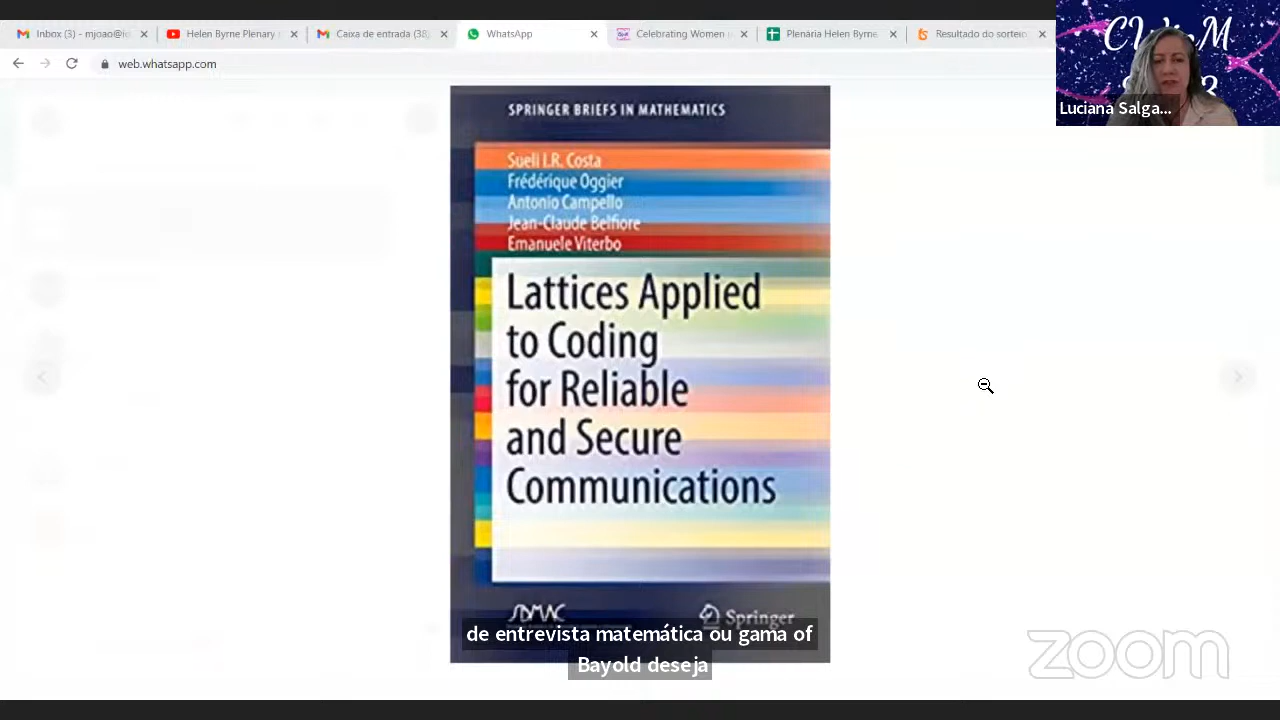 Inbox (3) - mjoao@id
Helen Byrne Plenary
Caixa de entrada (38)
WhatsApp
Celebrating Women
Plenária Helen Byrne
Resultado do sorteio
web.whatsapp.com
Luciana Salga...
SPRINGER BRIEFS IN MATHEMATICS
Sueli I.R. Costa
Frédérique Oggier
Antonio Campello
Jean-Claude Belfiore
Emanuele Viterbo
Lattices Applied
to Coding
for Reliable
and Secure
Communications
SBMAC
Springer
de entrevista matemática ou gama of
Bayold deseja
zoom